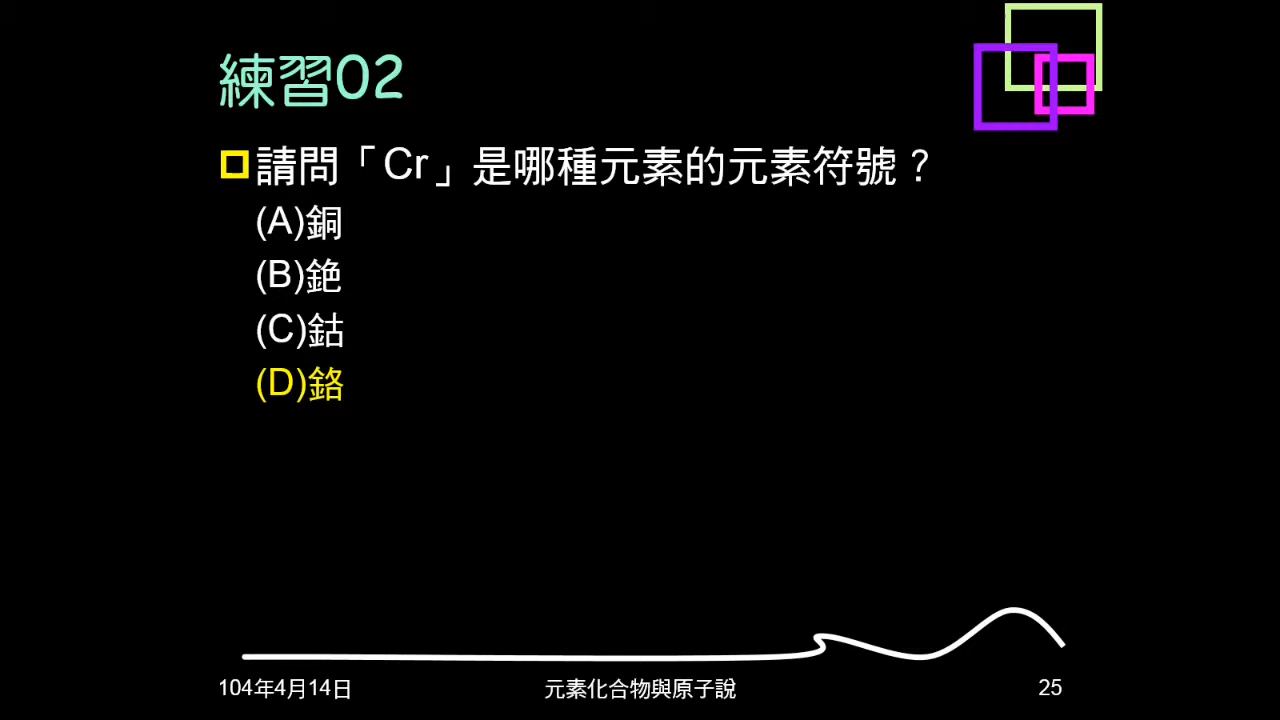 練習02
請問「Cr」是哪種元素的元素符號？
(A)銅
(B)銫
(C)鈷
(D)鉻
104年4月14日
元素化合物與原子說
25